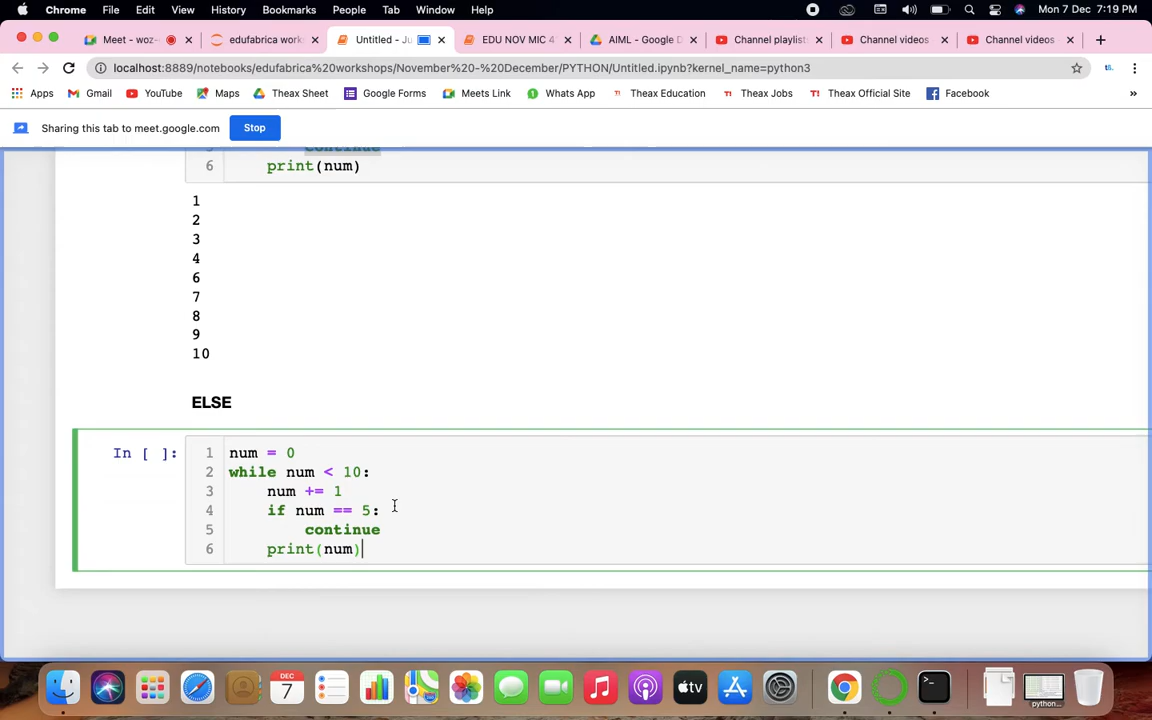 Chrome File Edit View History Bookmarks People Tab Window Help Mon 7 Dec 7:19 PM
Meet - woz- edufabrica work Untitled - Ju EDU NOV MIC 4 AIML - Google D Channel playlist Channel videos - Channel videos -
localhost:8889/notebooks/edufabrica%20workshops/November%20-%20December/PYTHON/Untitled.ipynb?kernel_name=python3
Apps Gmail YouTube Maps Theax Sheet Google Forms Meets Link Whats App Theax Education Theax Jobs Theax Official Site Facebook »
Sharing this tab to meet.google.com Stop
continue
6 print(num)
1
2
3
4
6
7
8
9
10
ELSE
In [ ]: 1 num = 0
2 while num < 10:
3 num += 1
4 if num == 5:
5 continue
6 print(num)
DEC
7
tv
python...